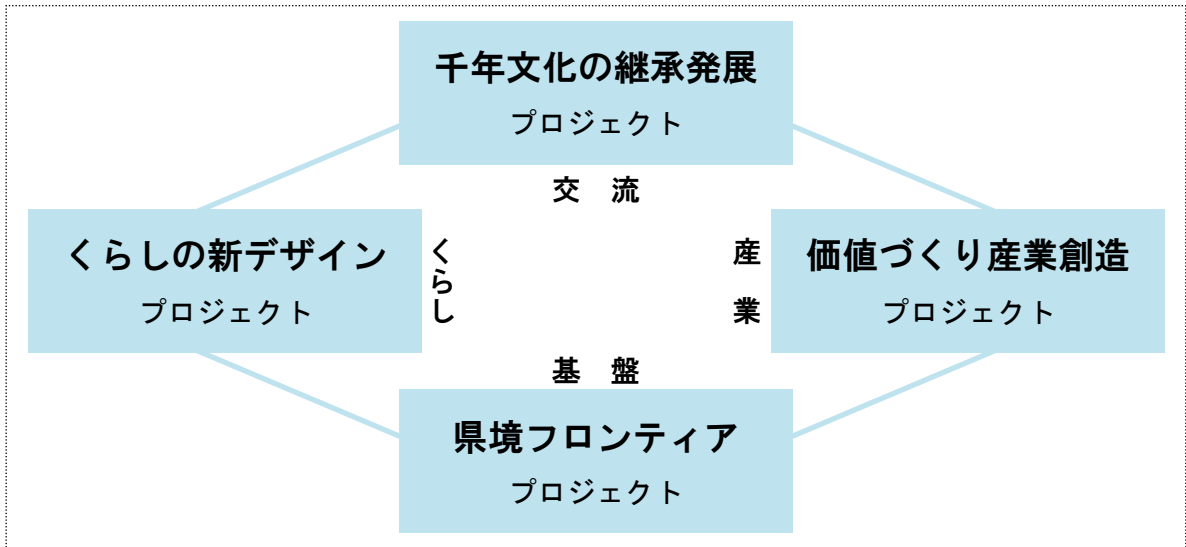 千年文化の継承発展
プロジェクト
交 流
くらしの新デザイン
プロジェクト
くらし
産 業
価値づくり産業創造
プロジェクト
基 盤
県境フロンティア
プロジェクト